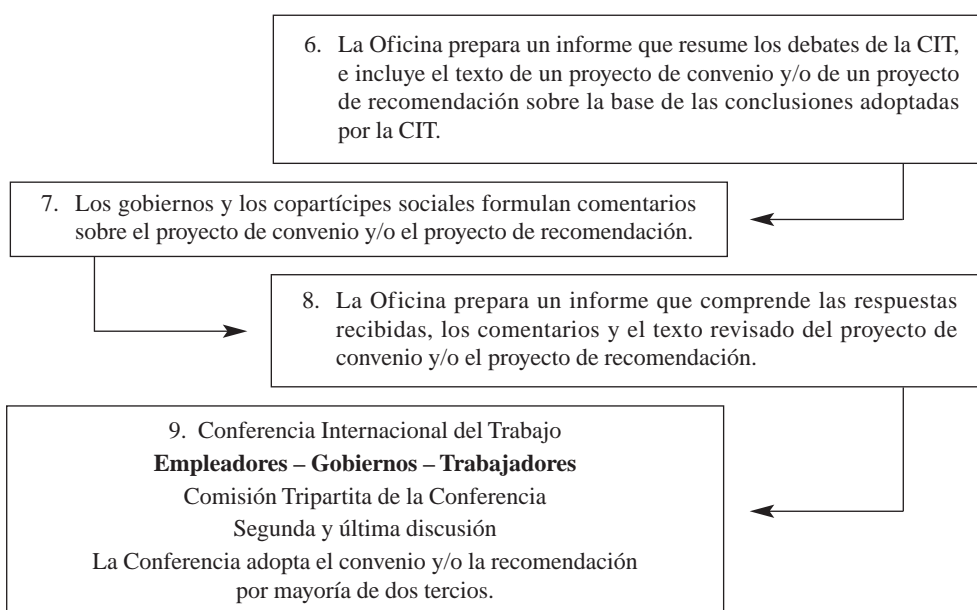 6. La Oficina prepara un informe que resume los debates de la CIT,
e incluye el texto de un proyecto de convenio y/o de un proyecto
de recomendación sobre la base de las conclusiones adoptadas
por la CIT.
7. Los gobiernos y los copartícipes sociales formulan comentarios
sobre el proyecto de convenio y/o el proyecto de recomendación.
8. La Oficina prepara un informe que comprende las respuestas
recibidas, los comentarios y el texto revisado del proyecto de
convenio y/o el proyecto de recomendación.
9. Conferencia Internacional del Trabajo
Empleadores – Gobiernos – Trabajadores
Comisión Tripartita de la Conferencia
Segunda y última discusión
La Conferencia adopta el convenio y/o la recomendación
por mayoría de dos tercios.